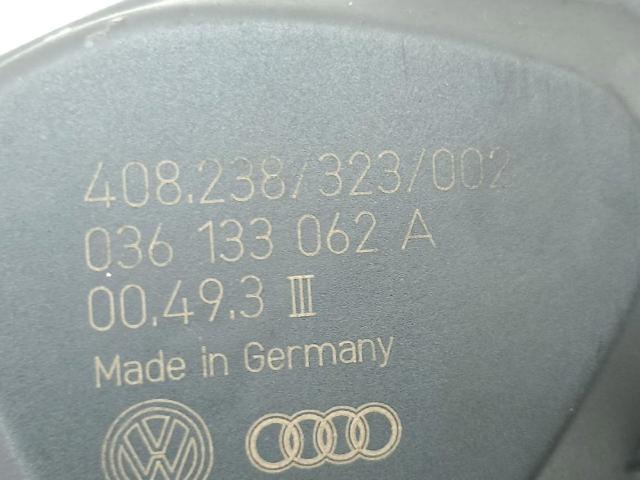 408.238/323/002
036 133 062 A
00.49.3 III
Made in Germany